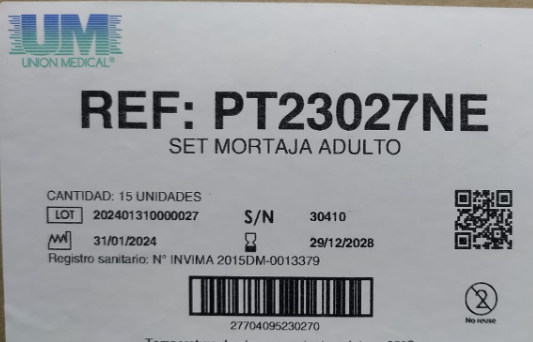 UM
UNION MEDICAL®
REF: PT23027NE
SET MORTAJA ADULTO
CANTIDAD: 15 UNIDADES
LOT 202401310000027 S/N 30410
31/01/2024 29/12/2028
Registro sanitario: N° INVIMA 2015DM-0013379
27704095230270
2
No reuse